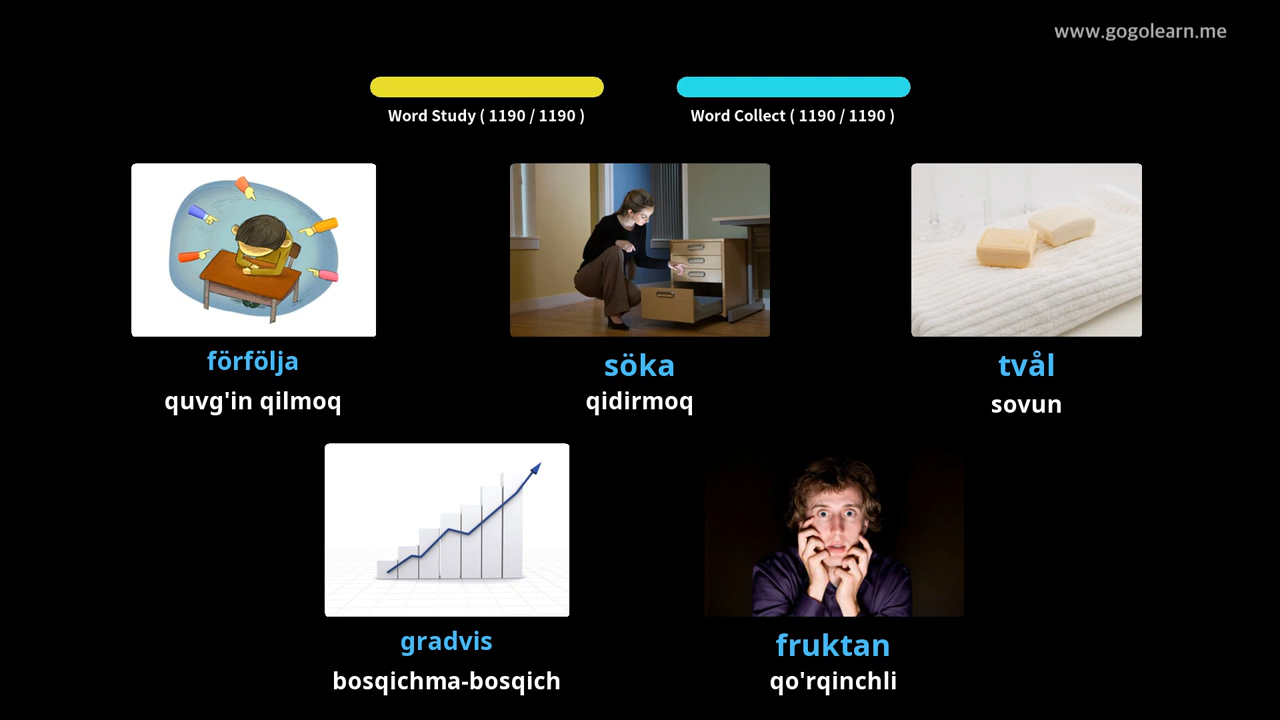 www.gogolearn.me
Word Study ( 1190 / 1190 )
Word Collect ( 1190 / 1190 )
förfölja
quvg'in qilmoq
söka
qidirmoq
tvål
sovun
gradvis
bosqichma-bosqich
fruktan
qo'rqinchli